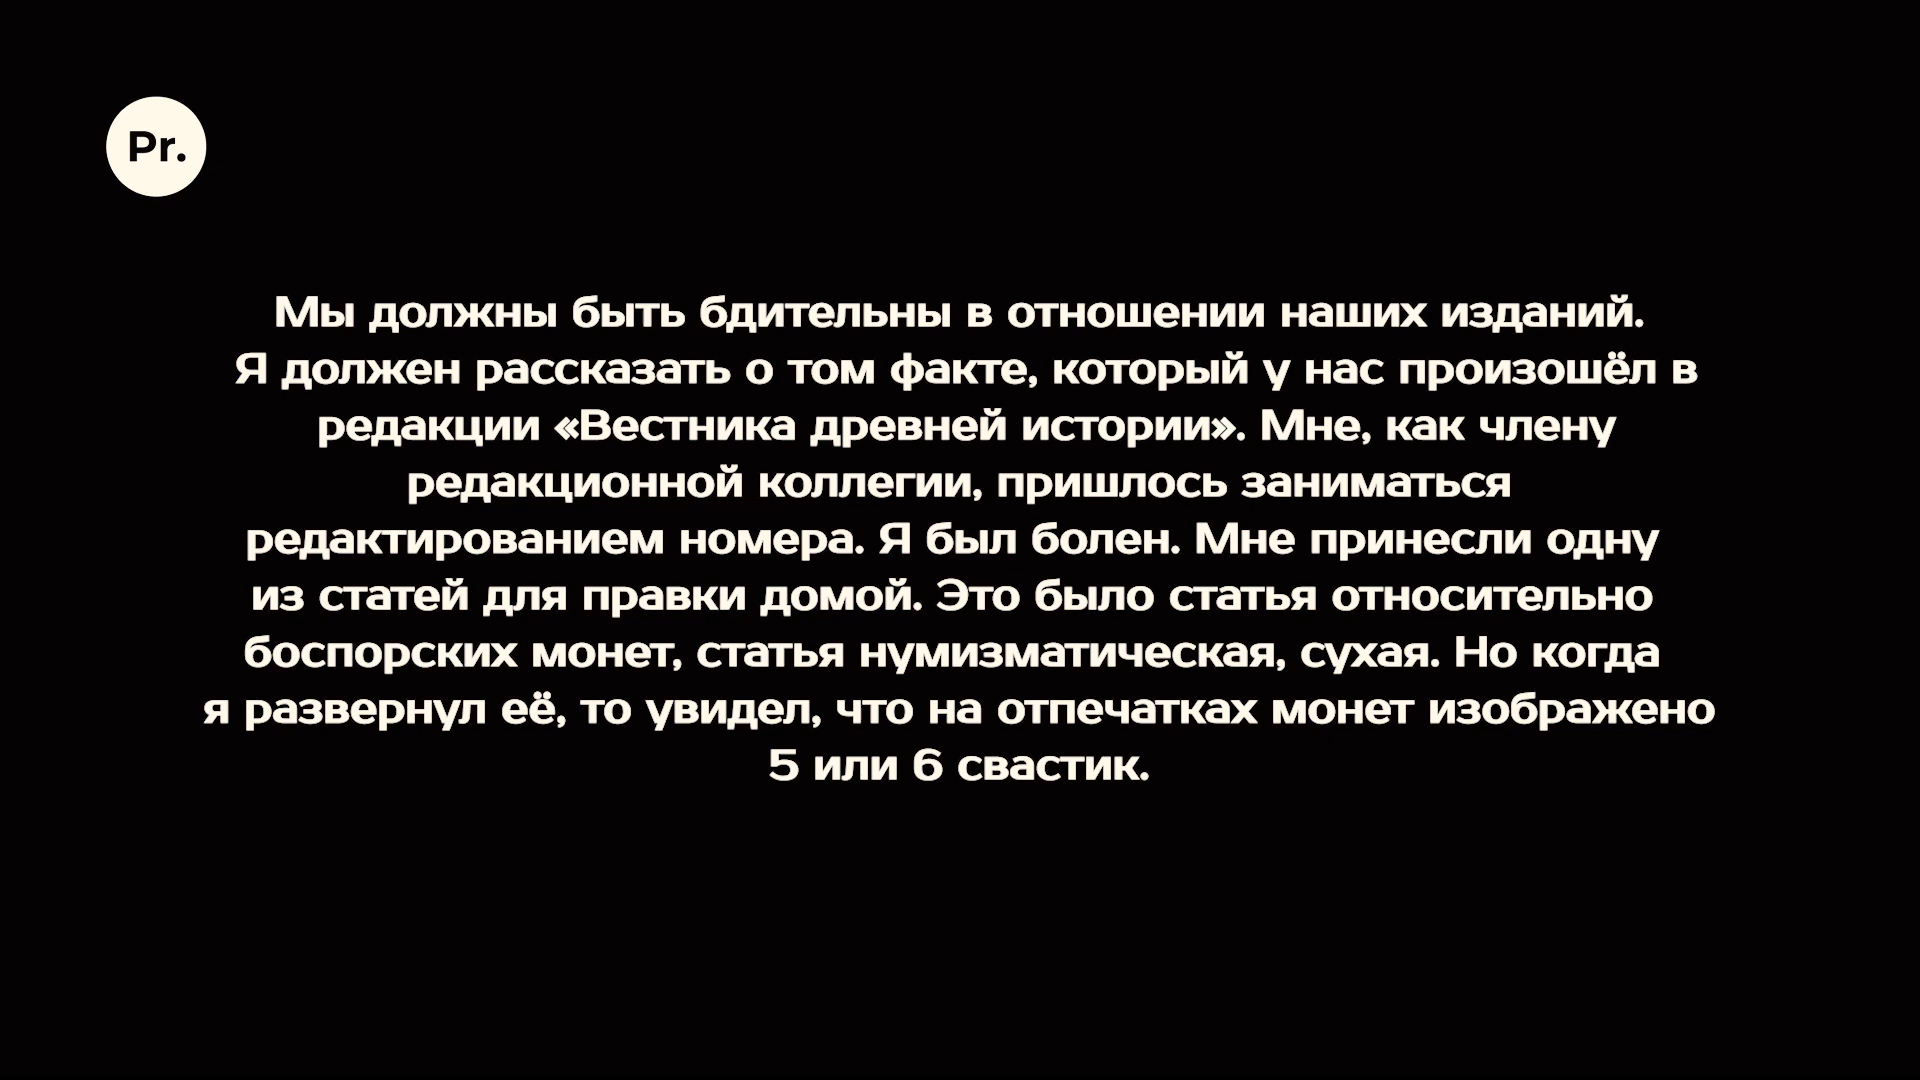 Pr.
Мы должны быть бдительны в отношении наших изданий.
Я должен рассказать о том факте, который у нас произошёл в
редакции «Вестника древней истории». Мне, как члену
редакционной коллегии, пришлось заниматься
редактированием номера. Я был болен. Мне принесли одну
из статей для правки домой. Это было статья относительно
боспорских монет, статья нумизматическая, сухая. Но когда
я развернул её, то увидел, что на отпечатках монет изображено
5 или 6 свастик.